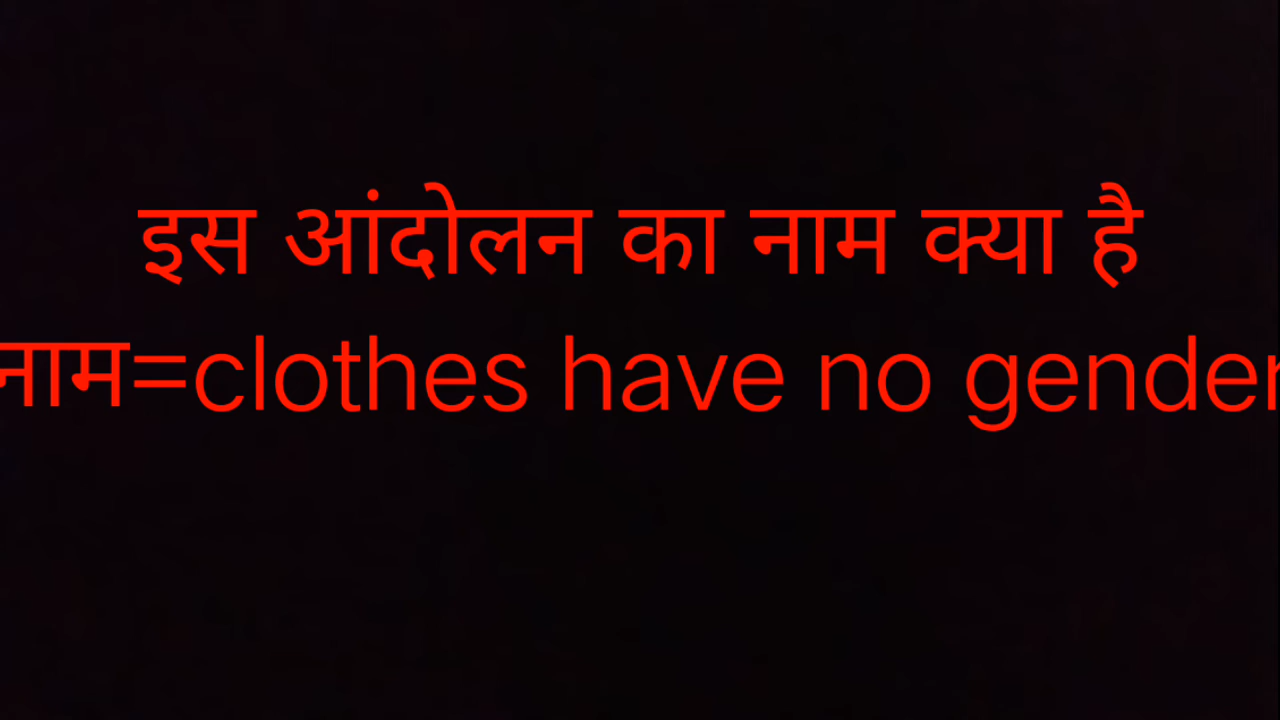 इस आंदोलन का नाम क्या है
नाम=clothes have no gender